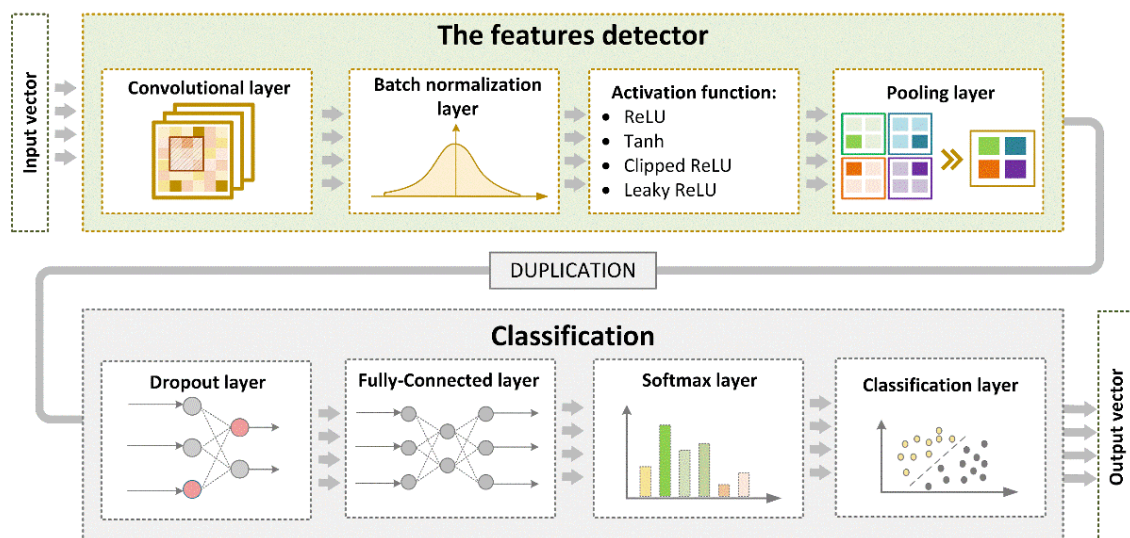 Input vector
The features detector
Convolutional layer
Batch normalization
layer
Activation function:
• ReLU
• Tanh
• Clipped ReLU
• Leaky ReLU
Pooling layer
DUPLICATION
Classification
Dropout layer
Fully-Connected layer
Softmax layer
Classification layer
Output vector